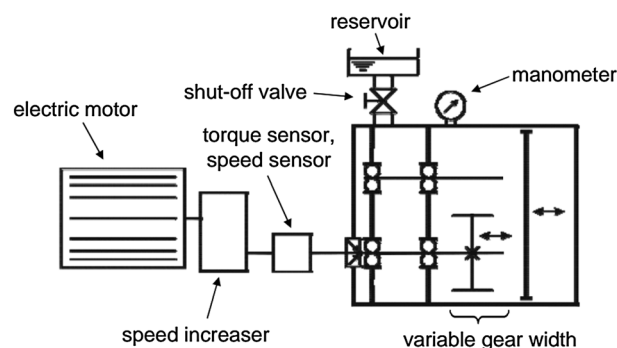 reservoir
manometer
shut-off valve
electric motor
torque sensor,
speed sensor
speed increaser
variable gear width